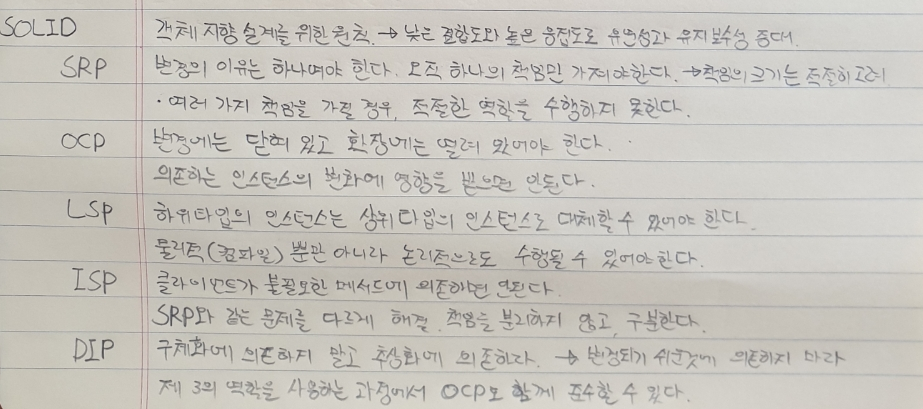 SOLID 객체 지향 설계를 위한 원칙. → 낮은 결합도와 높은 응집도로 유연성과 유지보수성 증대.
SRP 변경의 이유는 하나여야 한다. 오직 하나의 책임만 가져야한다. → 책임의 크기는 적절히 고려
· 여러 가지 책임을 가질 경우, 적절한 역할을 수행하지 못한다.
OCP 변경에는 닫혀 있고 확장에는 열려 있어야 한다.
의존하는 인스턴스의 변화에 영향을 받으면 안된다.
LSP 하위타입의 인스턴스는 상위 타입의 인스턴스로 대체할 수 있어야 한다.
물리적(컴파일) 뿐만 아니라 논리적으로도 수행될 수 있어야한다.
ISP 클라이언트가 불필요한 메서드에 의존하면 안된다.
SRP와 같은 문제를 다르게 해결. 책임을 분리하지 않고, 구분한다.
DIP 구체화에 의존하지 말고 추상화에 의존하라. → 변경되기 쉬운것에 의존하지 마라
제 3의 역할을 사용하는 과정에서 OCP도 함께 준수할 수 있다.